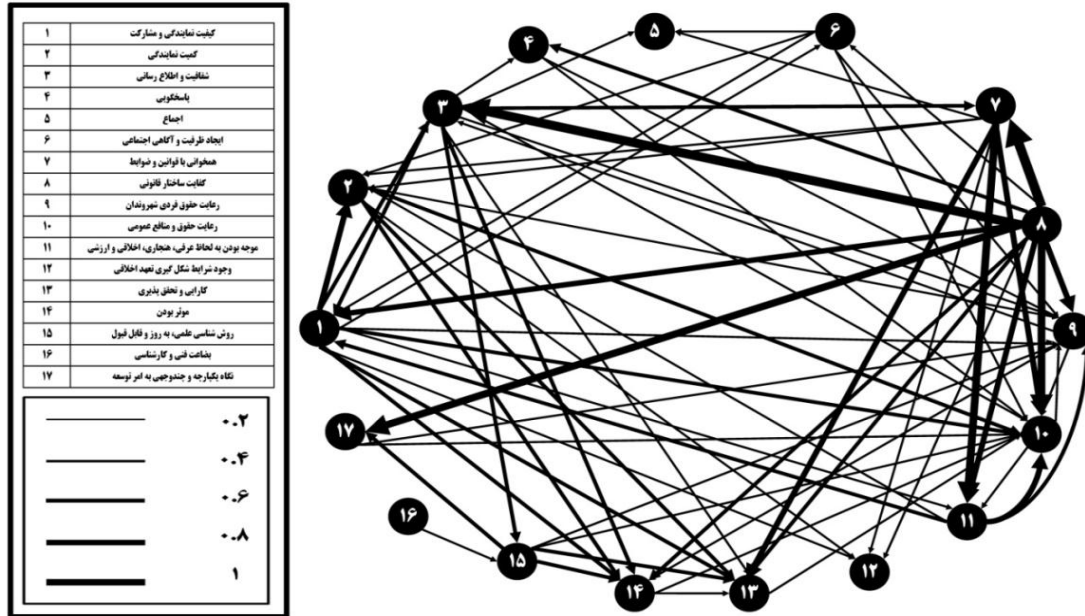 ۱ کیفیت نمایندگی و مشارکت
۲ کمیت نمایندگی
۳ شفافیت و اطلاع رسانی
۴ پاسخگویی
۵ اجماع
۶ ایجاد ظرفیت و آگاهی اجتماعی
۷ همخوانی با قوانین و ضوابط
۸ کفایت ساختار قانونی
۹ رعایت حقوق فردی شهروندان
۱۰ رعایت حقوق و منافع عمومی
۱۱ موجه بودن به لحاظ عرفی، هنجاری، اخلاقی و ارزشی
۱۲ وجود شرایط شکل گیری تعهد اخلاقی
۱۳ کارایی و تحقق پذیری
۱۴ موثر بودن
۱۵ روش شناسی علمی، به روز و قابل قبول
۱۶ بضاعت فنی و کارشناسی
۱۷ نگاه یکپارچه و چندوجهی به امر توسعه
۰.۲
۰.۴
۰.۶
۰.۸
۱
۱
۲
۳
۴
۵
۶
۷
۸
۹
۱۰
۱۱
۱۲
۱۳
۱۴
۱۵
۱۶
۱۷